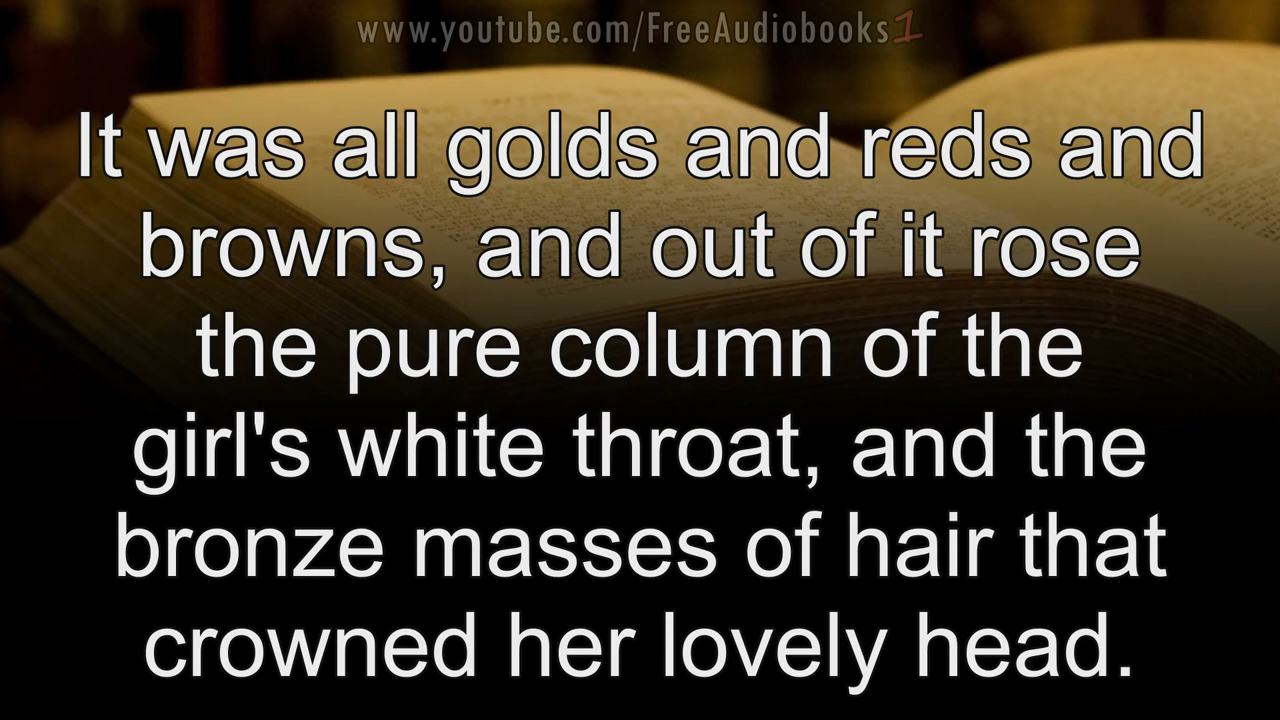 www.youtube.com/FreeAudiobooks1
It was all golds and reds and
browns, and out of it rose
the pure column of the
girl's white throat, and the
bronze masses of hair that
crowned her lovely head.